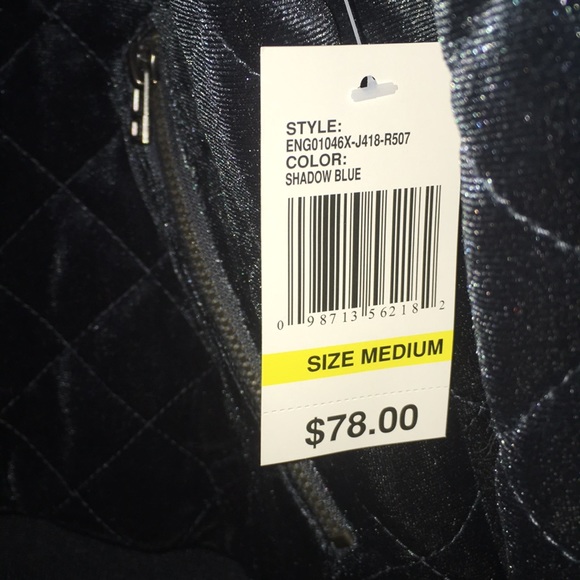 STYLE:
ENG01046X-J418-R507
COLOR:
SHADOW BLUE
0 98713 56218 2
SIZE MEDIUM
$78.00